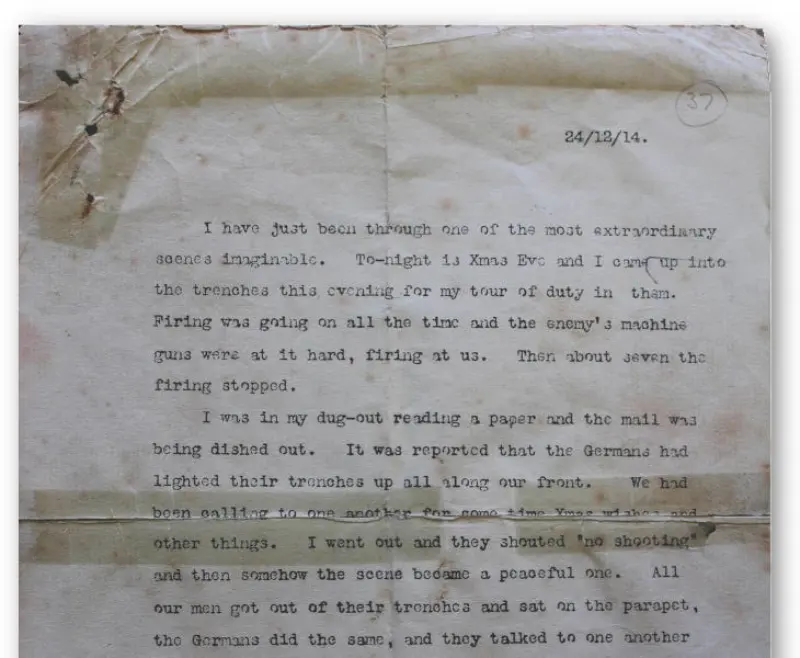 37
24/12/14.
I have just been through one of the most extraordinary
scenes imaginable. To-night is Xmas Eve and I came up into
the trenches this evening for my tour of duty in them.
Firing was going on all the time and the enemy's machine
guns were at it hard, firing at us. Then about seven the
firing stopped.
I was in my dug-out reading a paper and the mail was
being dished out. It was reported that the Germans had
lighted their trenches up all along our front. We had
been calling to one another for some time Xmas wishes and
other things. I went out and they shouted "no shooting"
and then somehow the scene became a peaceful one. All
our men got out of their trenches and sat on the parapet,
the Germans did the same, and they talked to one another